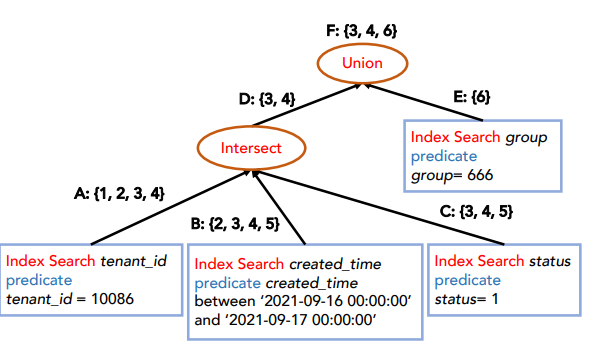 F: {3, 4, 6}
Union
D: {3, 4}
E: {6}
Index Search group
predicate
group= 666
Intersect
A: {1, 2, 3, 4}
B: {2, 3, 4, 5}
C: {3, 4, 5}
Index Search tenant_id
predicate
tenant_id = 10086
Index Search created_time
predicate created_time
between ‘2021-09-16 00:00:00’
and ‘2021-09-17 00:00:00’
Index Search status
predicate
status= 1